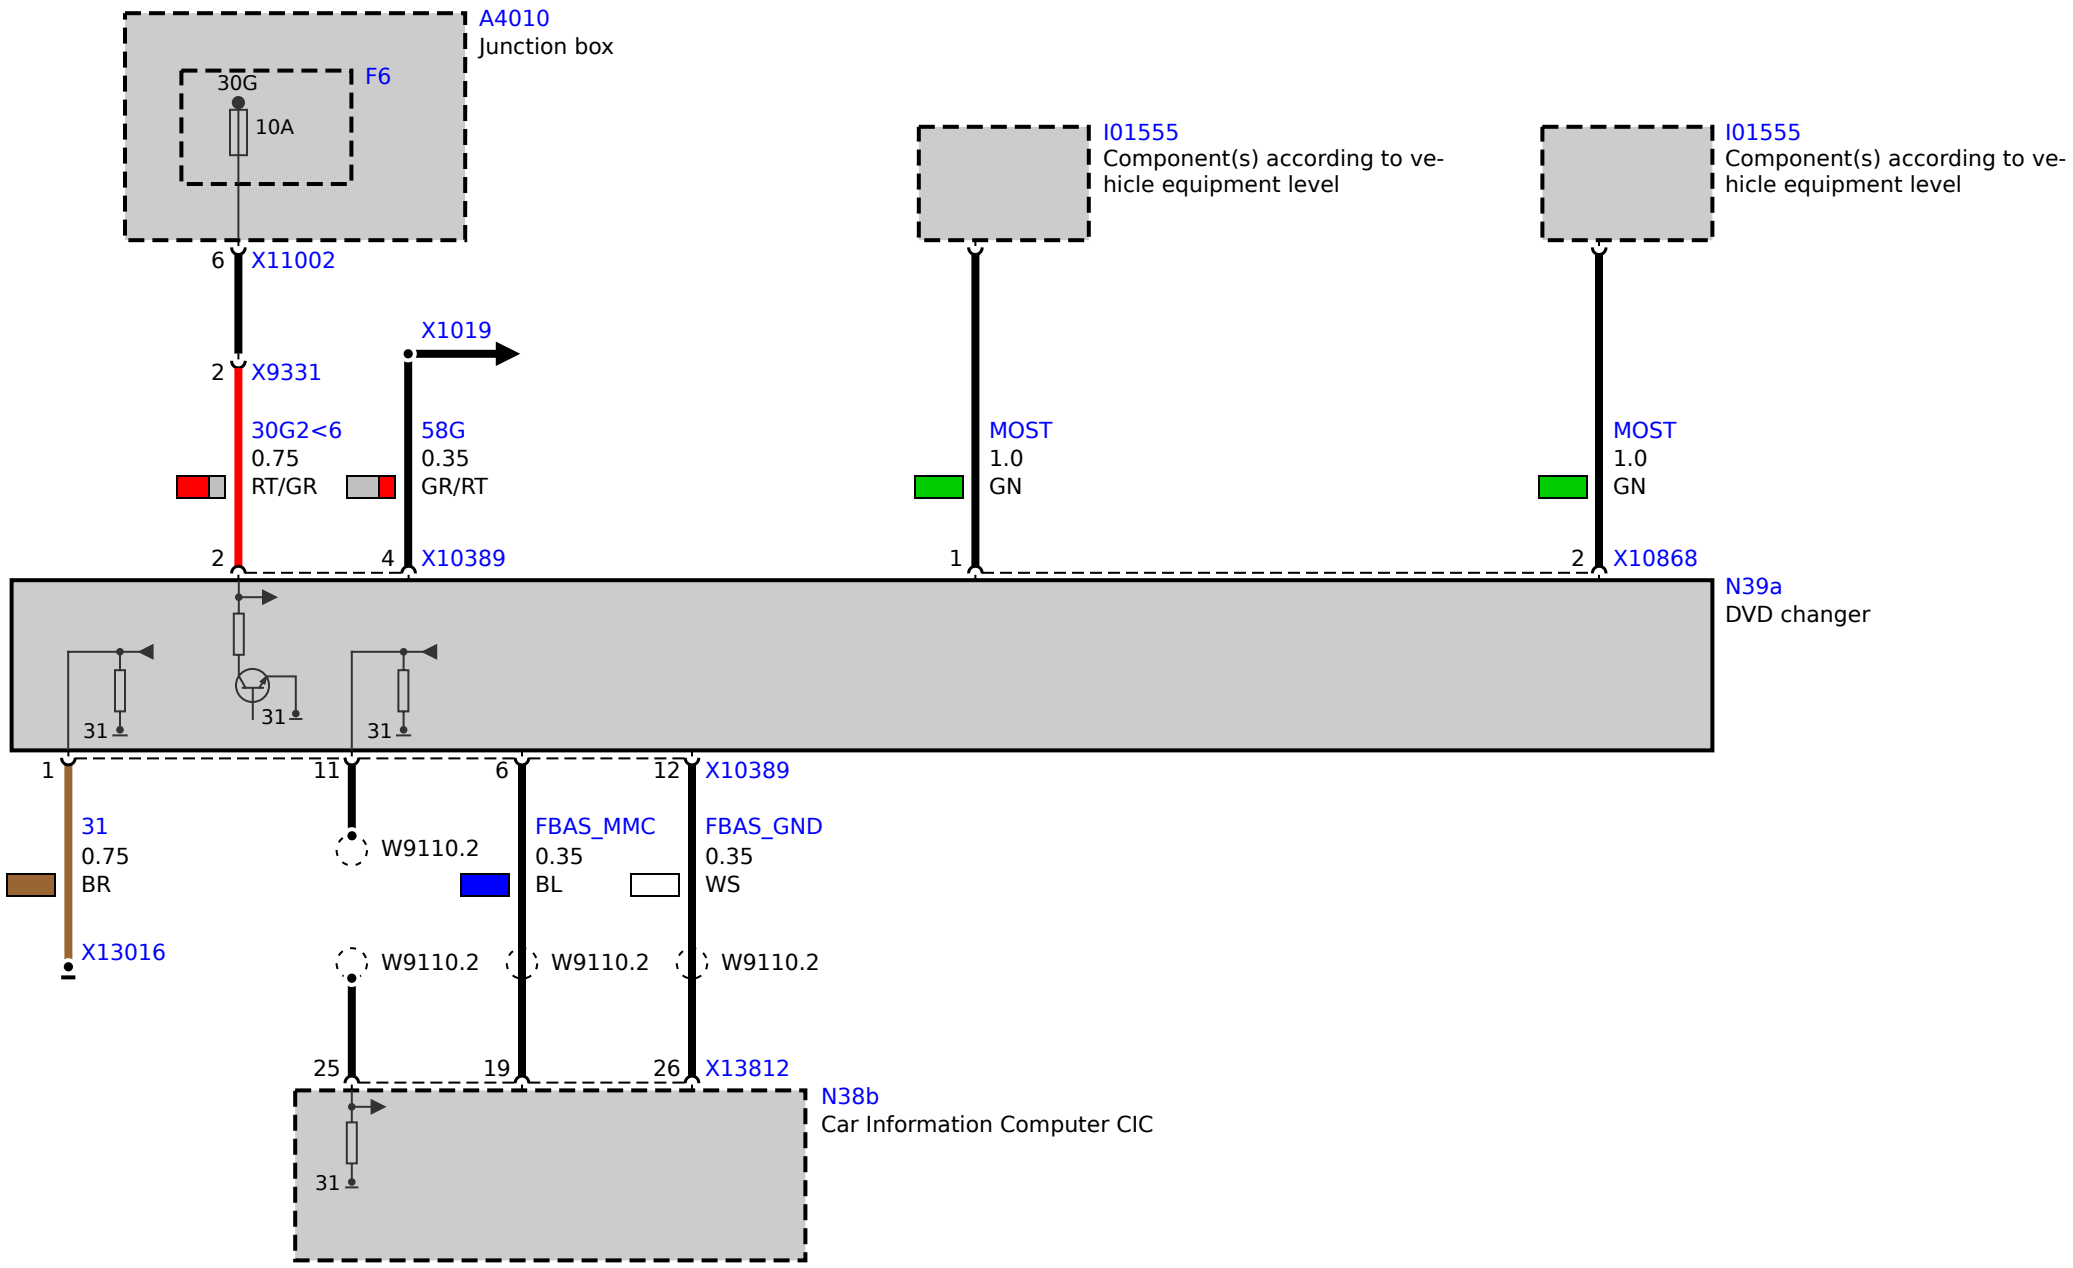 A4010
Junction box
30G
F6
10A
I01555
Component(s) according to ve-
hicle equipment level
I01555
Component(s) according to ve-
hicle equipment level
6 X11002
X1019
2 X9331
30G2<6
0.75
RT/GR
58G
0.35
GR/RT
MOST
1.0
GN
MOST
1.0
GN
2
4 X10389
1
2 X10868
N39a
DVD changer
31
31
31
1
11
6
12 X10389
31
0.75
BR
W9110.2
FBAS_MMC
0.35
BL
FBAS_GND
0.35
WS
X13016
W9110.2
W9110.2
W9110.2
25
19
26 X13812
N38b
Car Information Computer CIC
31